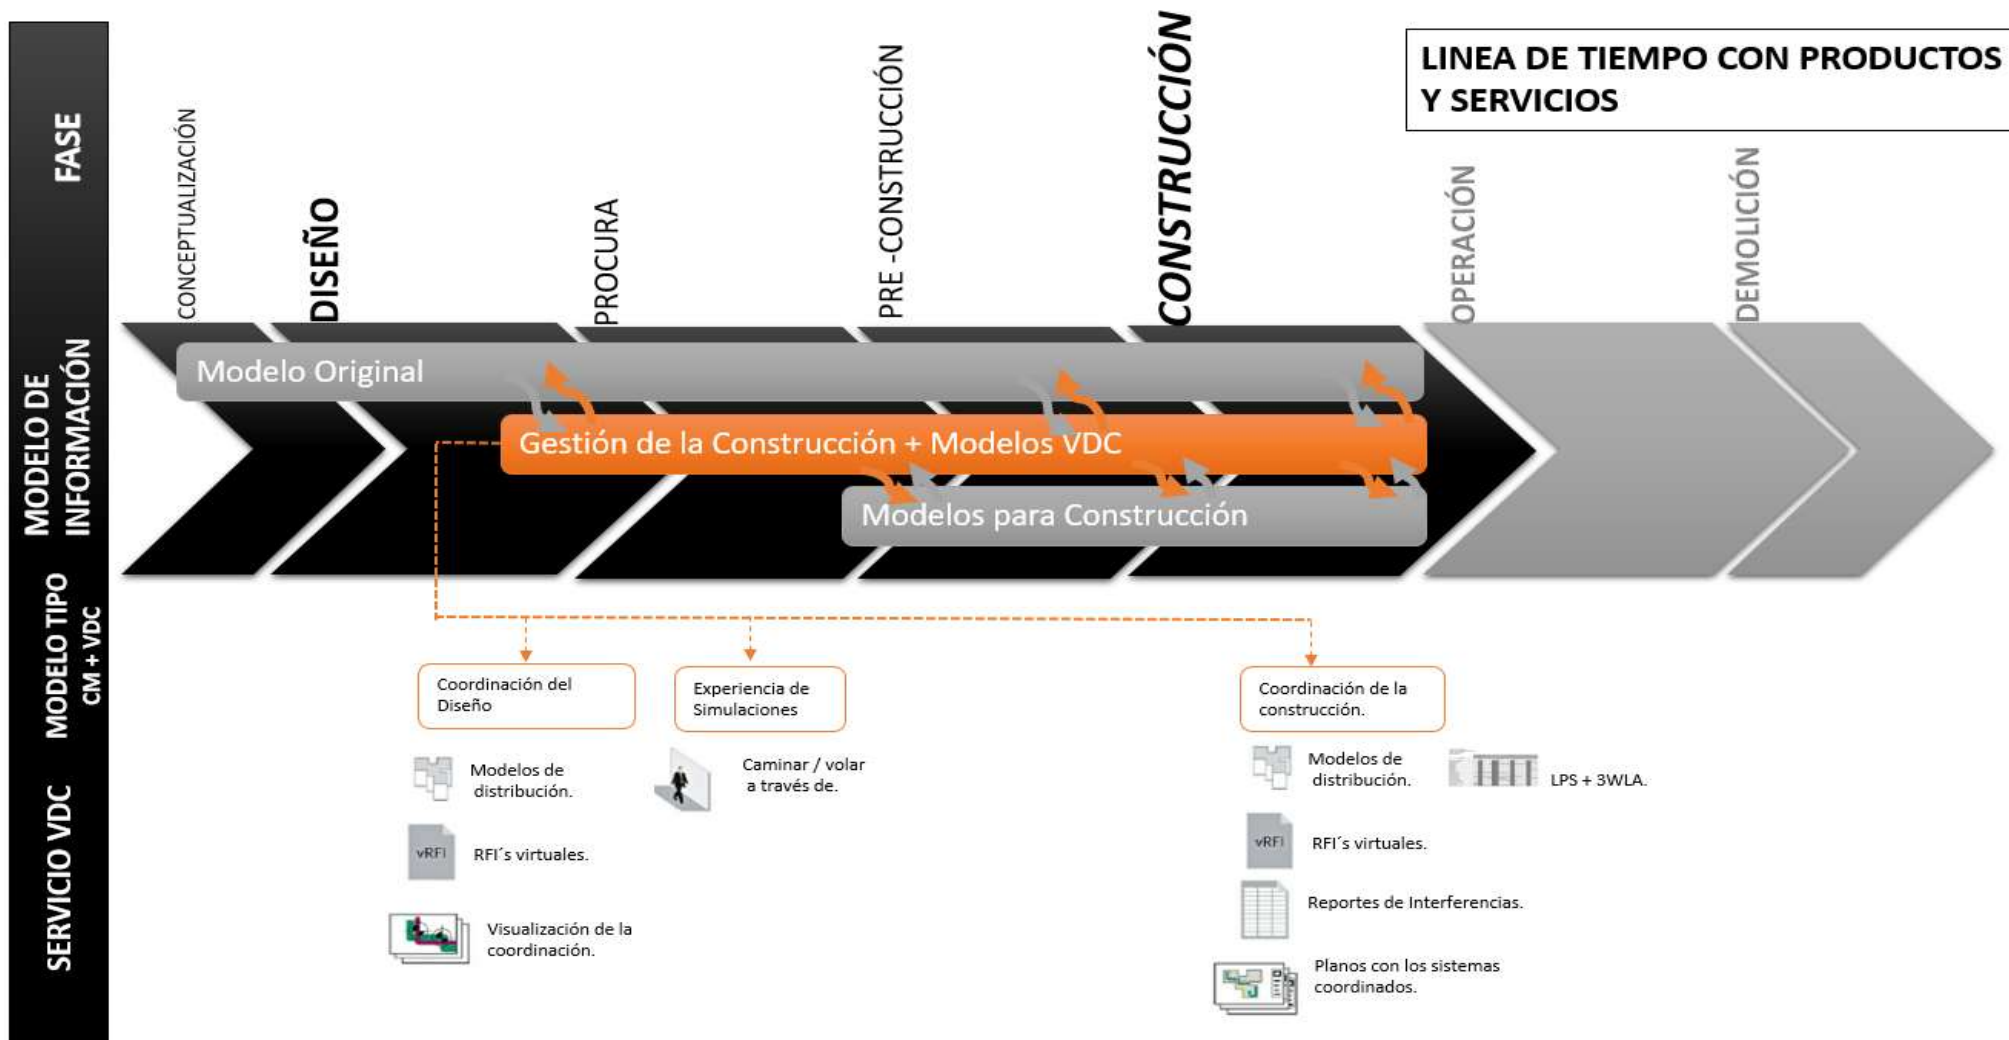 LINEA DE TIEMPO CON PRODUCTOS
Y SERVICIOS
FASE
CONCEPTUALIZACIÓN
DISEÑO
PROCURA
PRE -CONSTRUCCIÓN
CONSTRUCCIÓN
OPERACIÓN
DEMOLICIÓN
MODELO DE
INFORMACIÓN
Modelo Original
Gestión de la Construcción + Modelos VDC
Modelos para Construcción
MODELO TIPO
CM + VDC
Coordinación del
Diseño
Experiencia de
Simulaciones
Coordinación de la
construcción.
SERVICIO VDC
Modelos de
distribución.
vRFI
RFI´s virtuales.
Visualización de la
coordinación.
Caminar / volar
a través de.
Modelos de
distribución.
LPS + 3WLA.
vRFI
RFI´s virtuales.
Reportes de Interferencias.
Planos con los sistemas
coordinados.